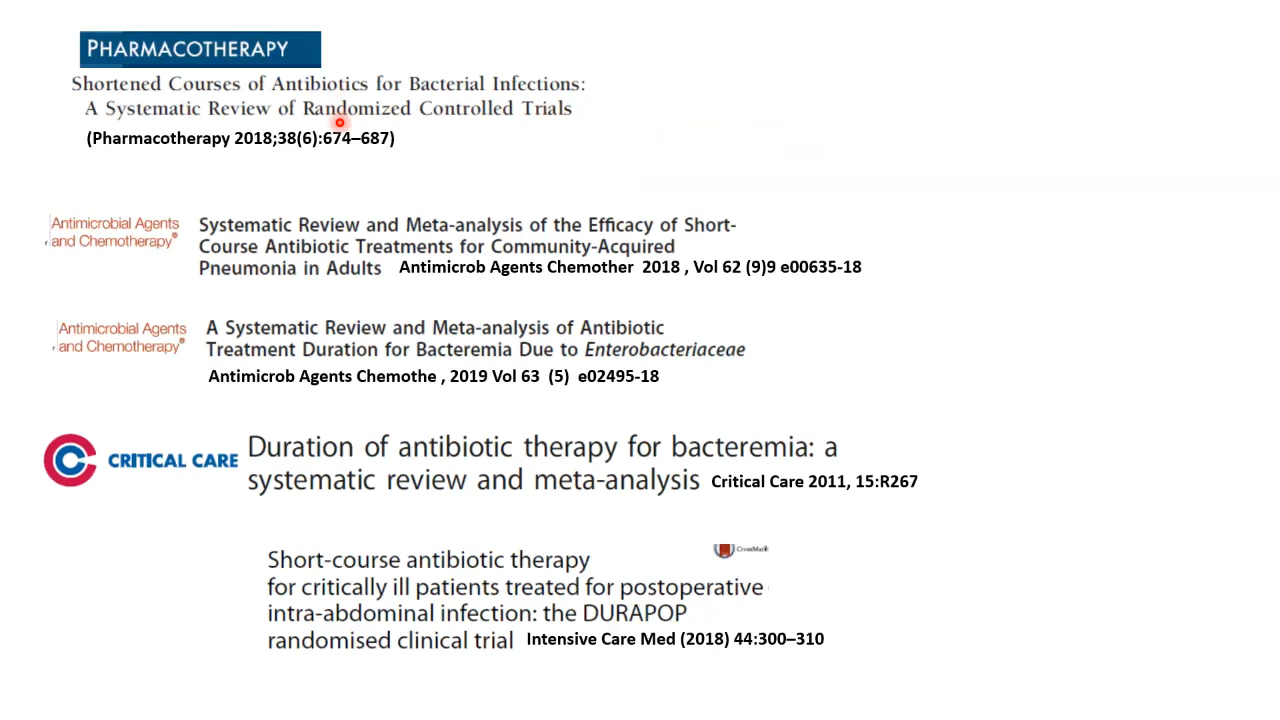 PHARMACOTHERAPY
Shortened Courses of Antibiotics for Bacterial Infections:
A Systematic Review of Randomized Controlled Trials
(Pharmacotherapy 2018;38(6):674–687)
Antimicrobial Agents
and Chemotherapy®
Systematic Review and Meta-analysis of the Efficacy of Short-
Course Antibiotic Treatments for Community-Acquired
Pneumonia in Adults Antimicrob Agents Chemother 2018 , Vol 62 (9)9 e00635-18
Antimicrobial Agents
and Chemotherapy®
A Systematic Review and Meta-analysis of Antibiotic
Treatment Duration for Bacteremia Due to Enterobacteriaceae
Antimicrob Agents Chemothe , 2019 Vol 63 (5) e02495-18
CRITICAL CARE
Duration of antibiotic therapy for bacteremia: a
systematic review and meta-analysis Critical Care 2011, 15:R267
CrossMark
Short-course antibiotic therapy
for critically ill patients treated for postoperative
intra-abdominal infection: the DURAPOP
randomised clinical trial Intensive Care Med (2018) 44:300–310